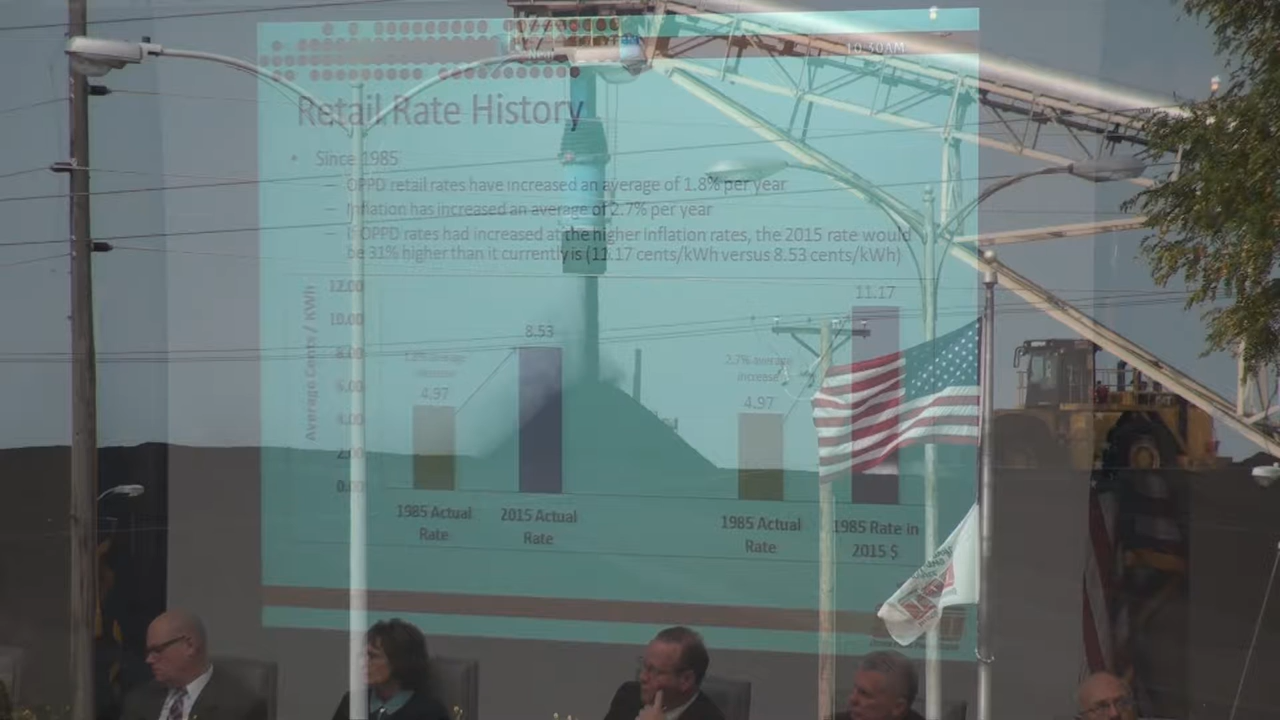 10:30AM
Retail Rate History
• Since 1985
– OPPD retail rates have increased an average of 1.8% per year
– Inflation has increased an average of 2.7% per year
– If OPPD rates had increased at the higher inflation rates, the 2015 rate would
be 31% higher than it currently is (11.17 cents/kWh versus 8.53 cents/kWh)
Average Cents / KWh
12.00
10.00
8.00
6.00
4.00
2.00
0.00
4.97
8.53
2.7% average
increase
4.97
11.17
1985 Actual
Rate
2015 Actual
Rate
1985 Actual
Rate
1985 Rate in
2015 $